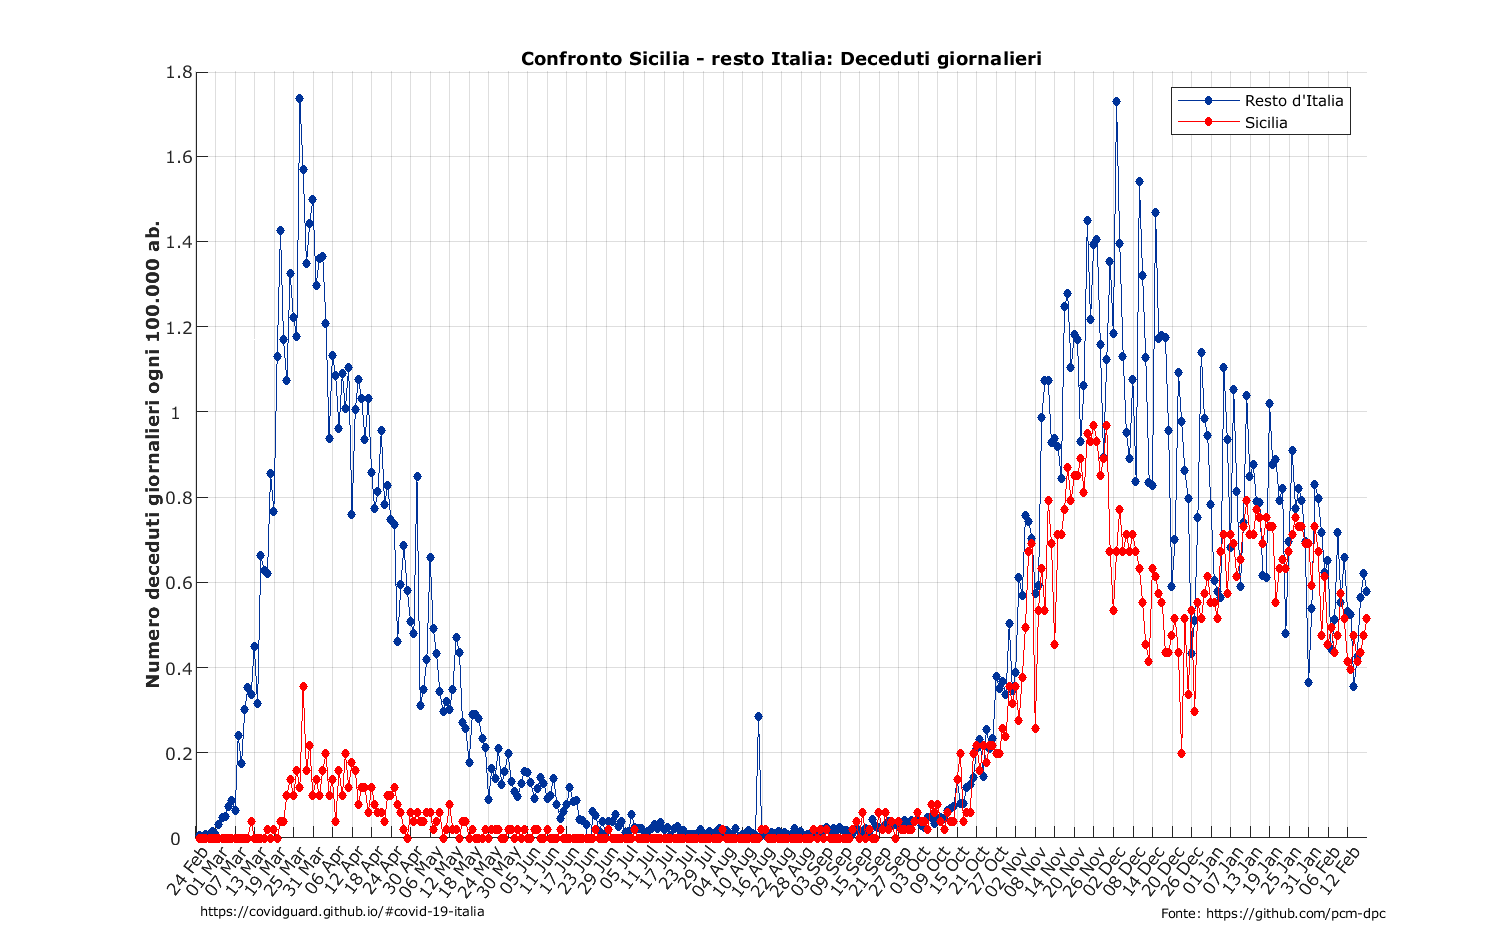 Confronto Sicilia - resto Italia: Deceduti giornalieri
Resto d'Italia
Sicilia
Numero deceduti giornalieri ogni 100.000 ab.
1.8
1.6
1.4
1.2
1
0.8
0.6
0.4
0.2
0
24 Feb
01 Mar
07 Mar
13 Mar
19 Mar
25 Mar
31 Mar
06 Apr
12 Apr
18 Apr
24 Apr
30 Apr
06 May
12 May
18 May
24 May
30 May
05 Jun
11 Jun
17 Jun
23 Jun
29 Jun
05 Jul
11 Jul
17 Jul
23 Jul
29 Jul
04 Aug
10 Aug
16 Aug
22 Aug
28 Aug
03 Sep
09 Sep
15 Sep
21 Sep
27 Sep
03 Oct
09 Oct
15 Oct
21 Oct
27 Oct
02 Nov
08 Nov
14 Nov
20 Nov
26 Nov
02 Dec
08 Dec
14 Dec
20 Dec
26 Dec
01 Jan
07 Jan
13 Jan
19 Jan
25 Jan
31 Jan
06 Feb
12 Feb
https://covidguard.github.io/#covid-19-italia
Fonte: https://github.com/pcm-dpc